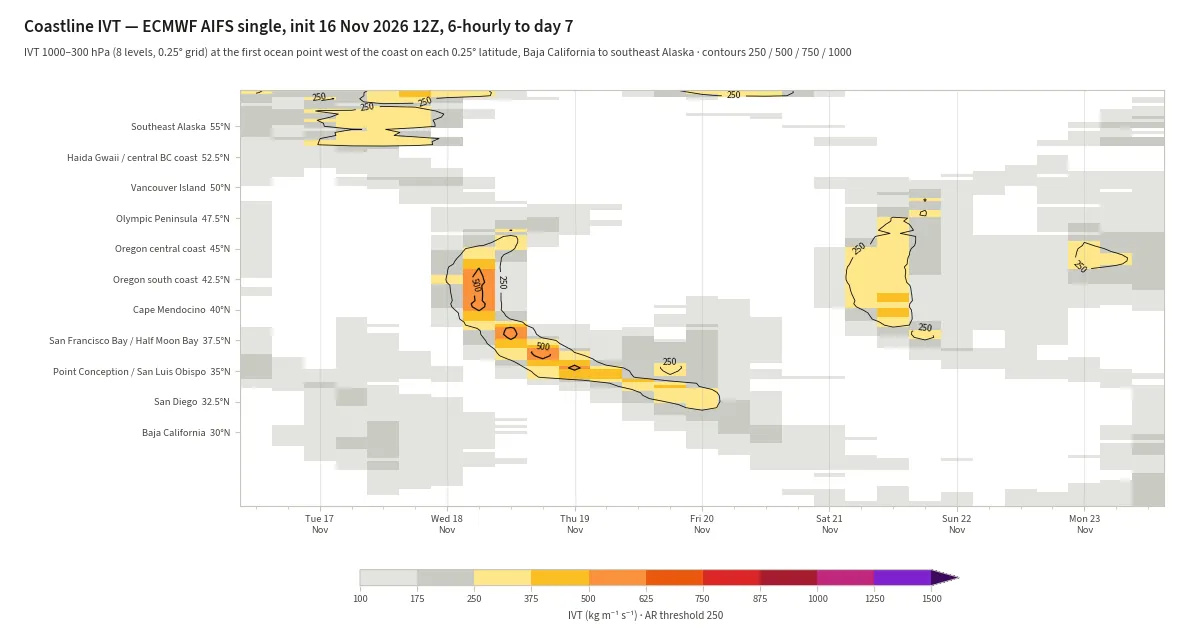 Coastline IVT — ECMWF AIFS single, init 16 Nov 2026 12Z, 6-hourly to day 7
IVT 1000–300 hPa (8 levels, 0.25° grid) at the first ocean point west of the coast on each 0.25° latitude, Baja California to southeast Alaska · contours 250 / 500 / 750 / 1000
250
250
250
250
Southeast Alaska 55°N
Haida Gwaii / central BC coast 52.5°N
Vancouver Island 50°N
Olympic Peninsula 47.5°N
Oregon central coast 45°N
250
250
Oregon south coast 42.5°N
500
250
Cape Mendocino 40°N
250
San Francisco Bay / Half Moon Bay 37.5°N
500
250
Point Conception / San Luis Obispo 35°N
San Diego 32.5°N
Baja California 30°N
Tue 17 Wed 18 Thu 19 Fri 20 Sat 21 Sun 22 Mon 23
Nov Nov Nov Nov Nov Nov Nov
100 175 250 375 500 625 750 875 1000 1250 1500
IVT (kg m⁻¹ s⁻¹) · AR threshold 250